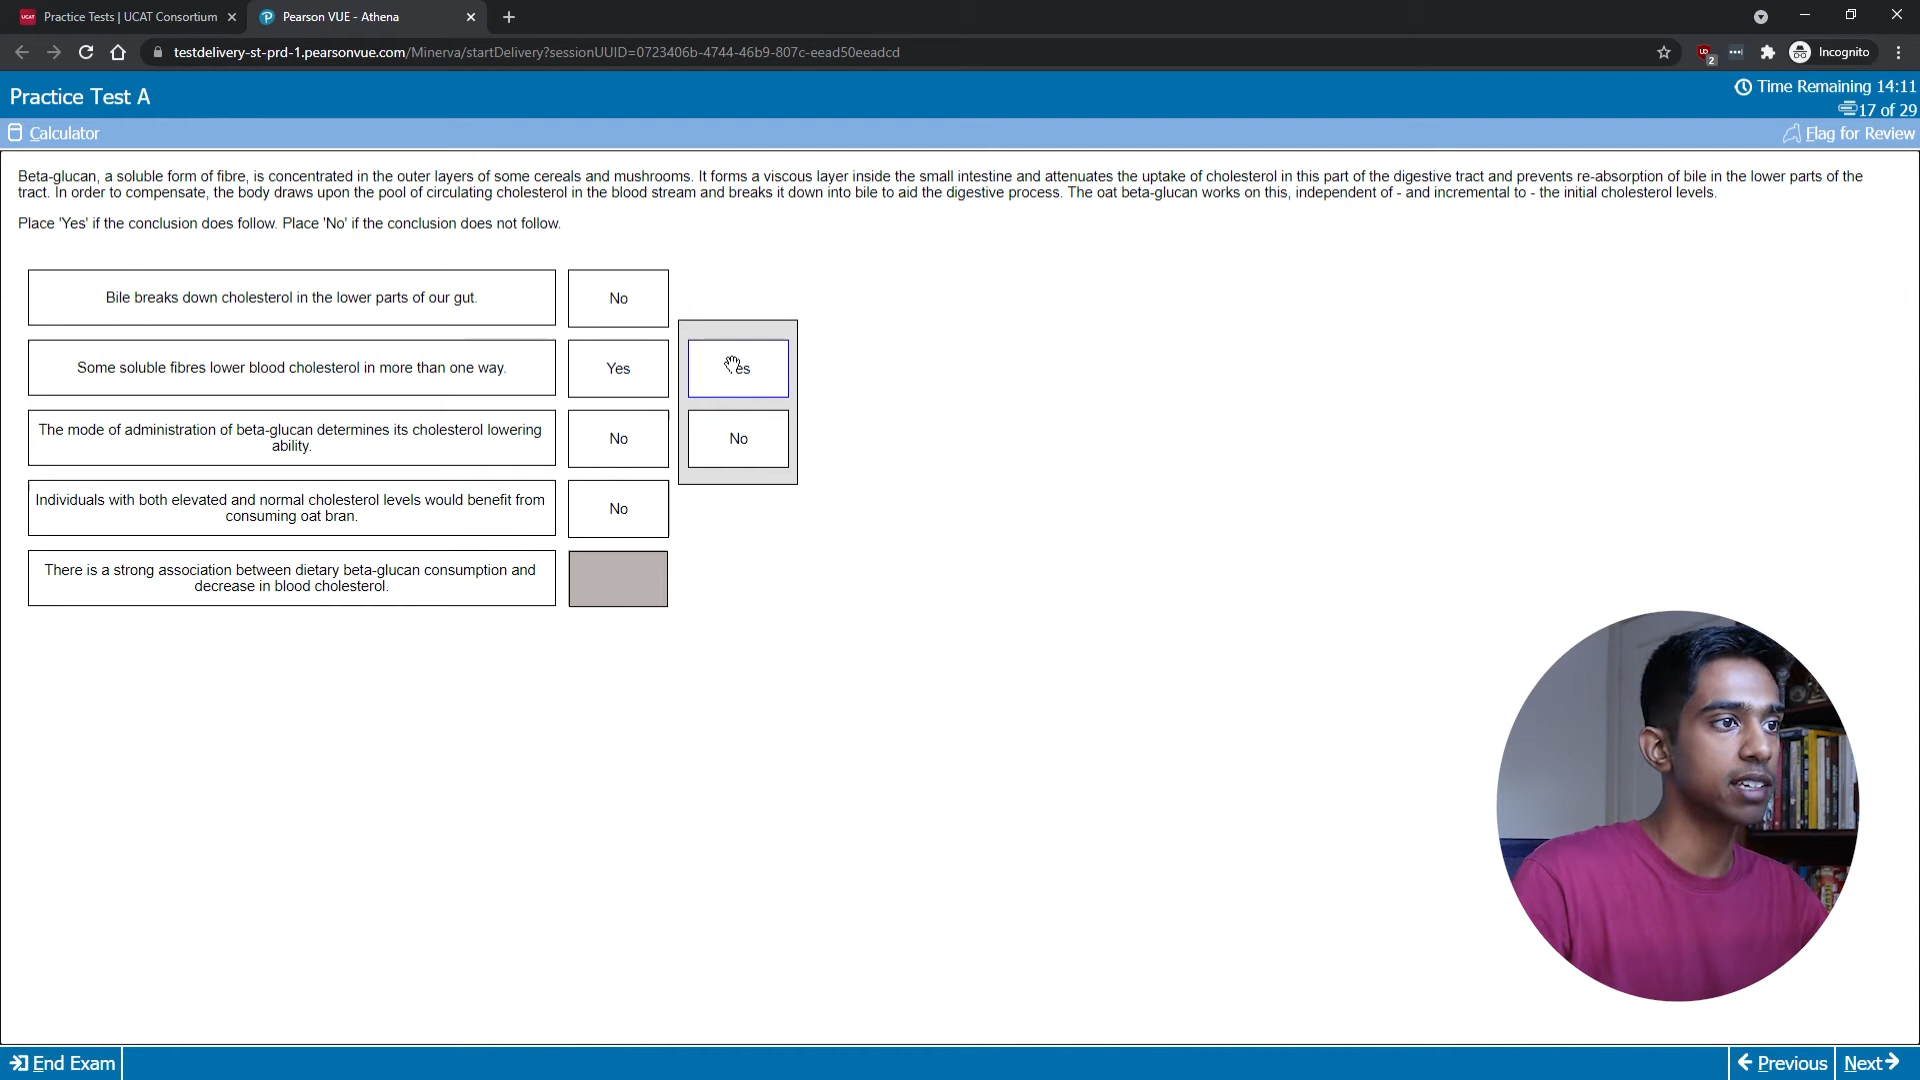 Practice Tests | UCAT Consortium
Pearson VUE - Athena
testdelivery-st-prd-1.pearsonvue.com/Minerva/startDelivery?sessionUUID=0723406b-4744-46b9-807c-eead50eeadcd
2
Incognito
Practice Test A
Time Remaining 14:11
17 of 29
Calculator
Flag for Review
Beta-glucan, a soluble form of fibre, is concentrated in the outer layers of some cereals and mushrooms. It forms a viscous layer inside the small intestine and attenuates the uptake of cholesterol in this part of the digestive tract and prevents re-absorption of bile in the lower parts of the
tract. In order to compensate, the body draws upon the pool of circulating cholesterol in the blood stream and breaks it down into bile to aid the digestive process. The oat beta-glucan works on this, independent of - and incremental to - the initial cholesterol levels.
Place 'Yes' if the conclusion does follow. Place 'No' if the conclusion does not follow.
Bile breaks down cholesterol in the lower parts of our gut.
No
Some soluble fibres lower blood cholesterol in more than one way.
Yes
Yes
The mode of administration of beta-glucan determines its cholesterol lowering
ability.
No
No
Individuals with both elevated and normal cholesterol levels would benefit from
consuming oat bran.
No
There is a strong association between dietary beta-glucan consumption and
decrease in blood cholesterol.
End Exam
Previous
Next